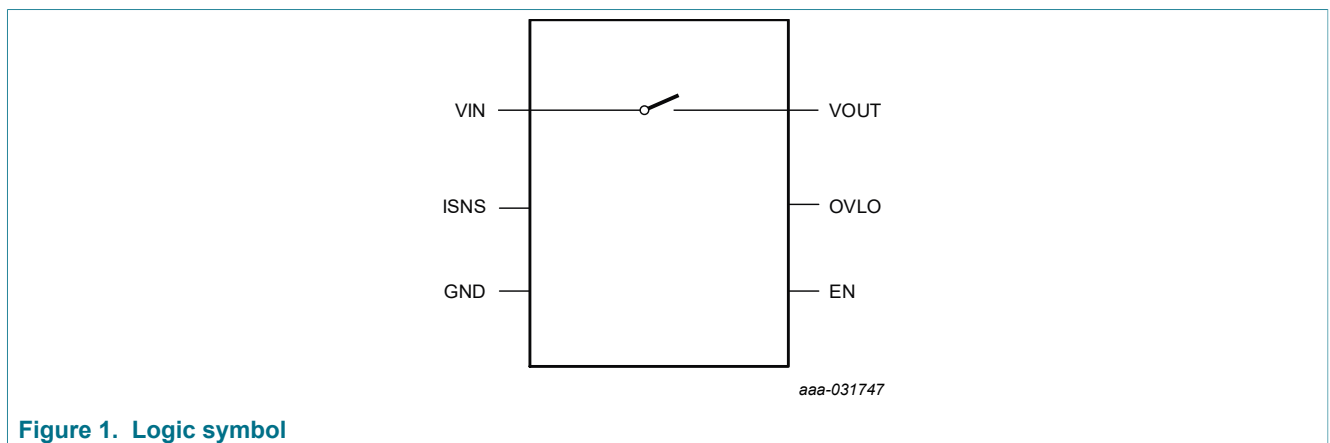 VIN
VOUT
ISNS
OVLO
GND
EN
aaa-031747
Figure 1. Logic symbol